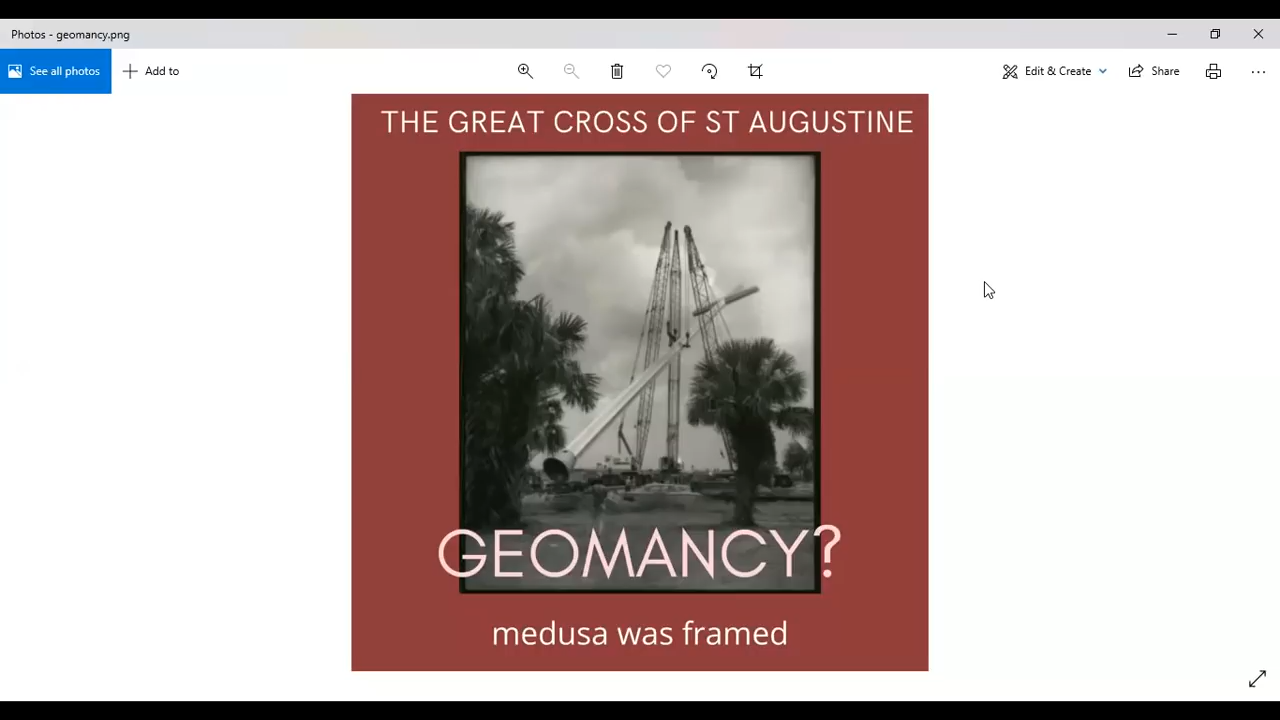 Photos - geomancy.png
See all photos
Add to
Edit & Create
Share
THE GREAT CROSS OF ST AUGUSTINE
GEOMANCY?
medusa was framed